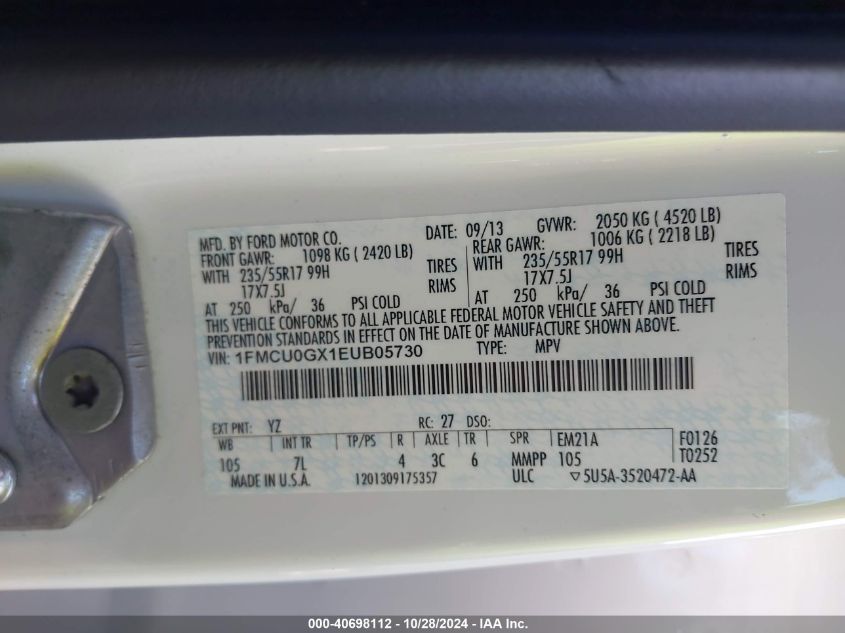 MFD. BY FORD MOTOR CO. DATE: 09/13 GVWR: 2050 KG ( 4520 LB)
FRONT GAWR: 1098 KG ( 2420 LB) REAR GAWR: 1006 KG ( 2218 LB)
WITH 235/55R17 99H TIRES WITH 235/55R17 99H TIRES
17X7.5J RIMS 17X7.5J RIMS
AT 250 kPa/ 36 PSI COLD AT 250 kPa/ 36 PSI COLD
THIS VEHICLE CONFORMS TO ALL APPLICABLE FEDERAL MOTOR VEHICLE SAFETY AND THEFT
PREVENTION STANDARDS IN EFFECT ON THE DATE OF MANUFACTURE SHOWN ABOVE.
VIN: 1FMCU0GX1EUB05730 TYPE: MPV
EXT PNT: YZ RC: 27 DSO:
WB INT TR TP/PS R AXLE TR SPR EM21A F0126
105 7L 4 3C 6 MMPP 105 T0252
MADE IN U.S.A. 1201309175357 ULC ▽5U5A-3520472-AA
000-40698112 - 10/28/2024 - IAA Inc.